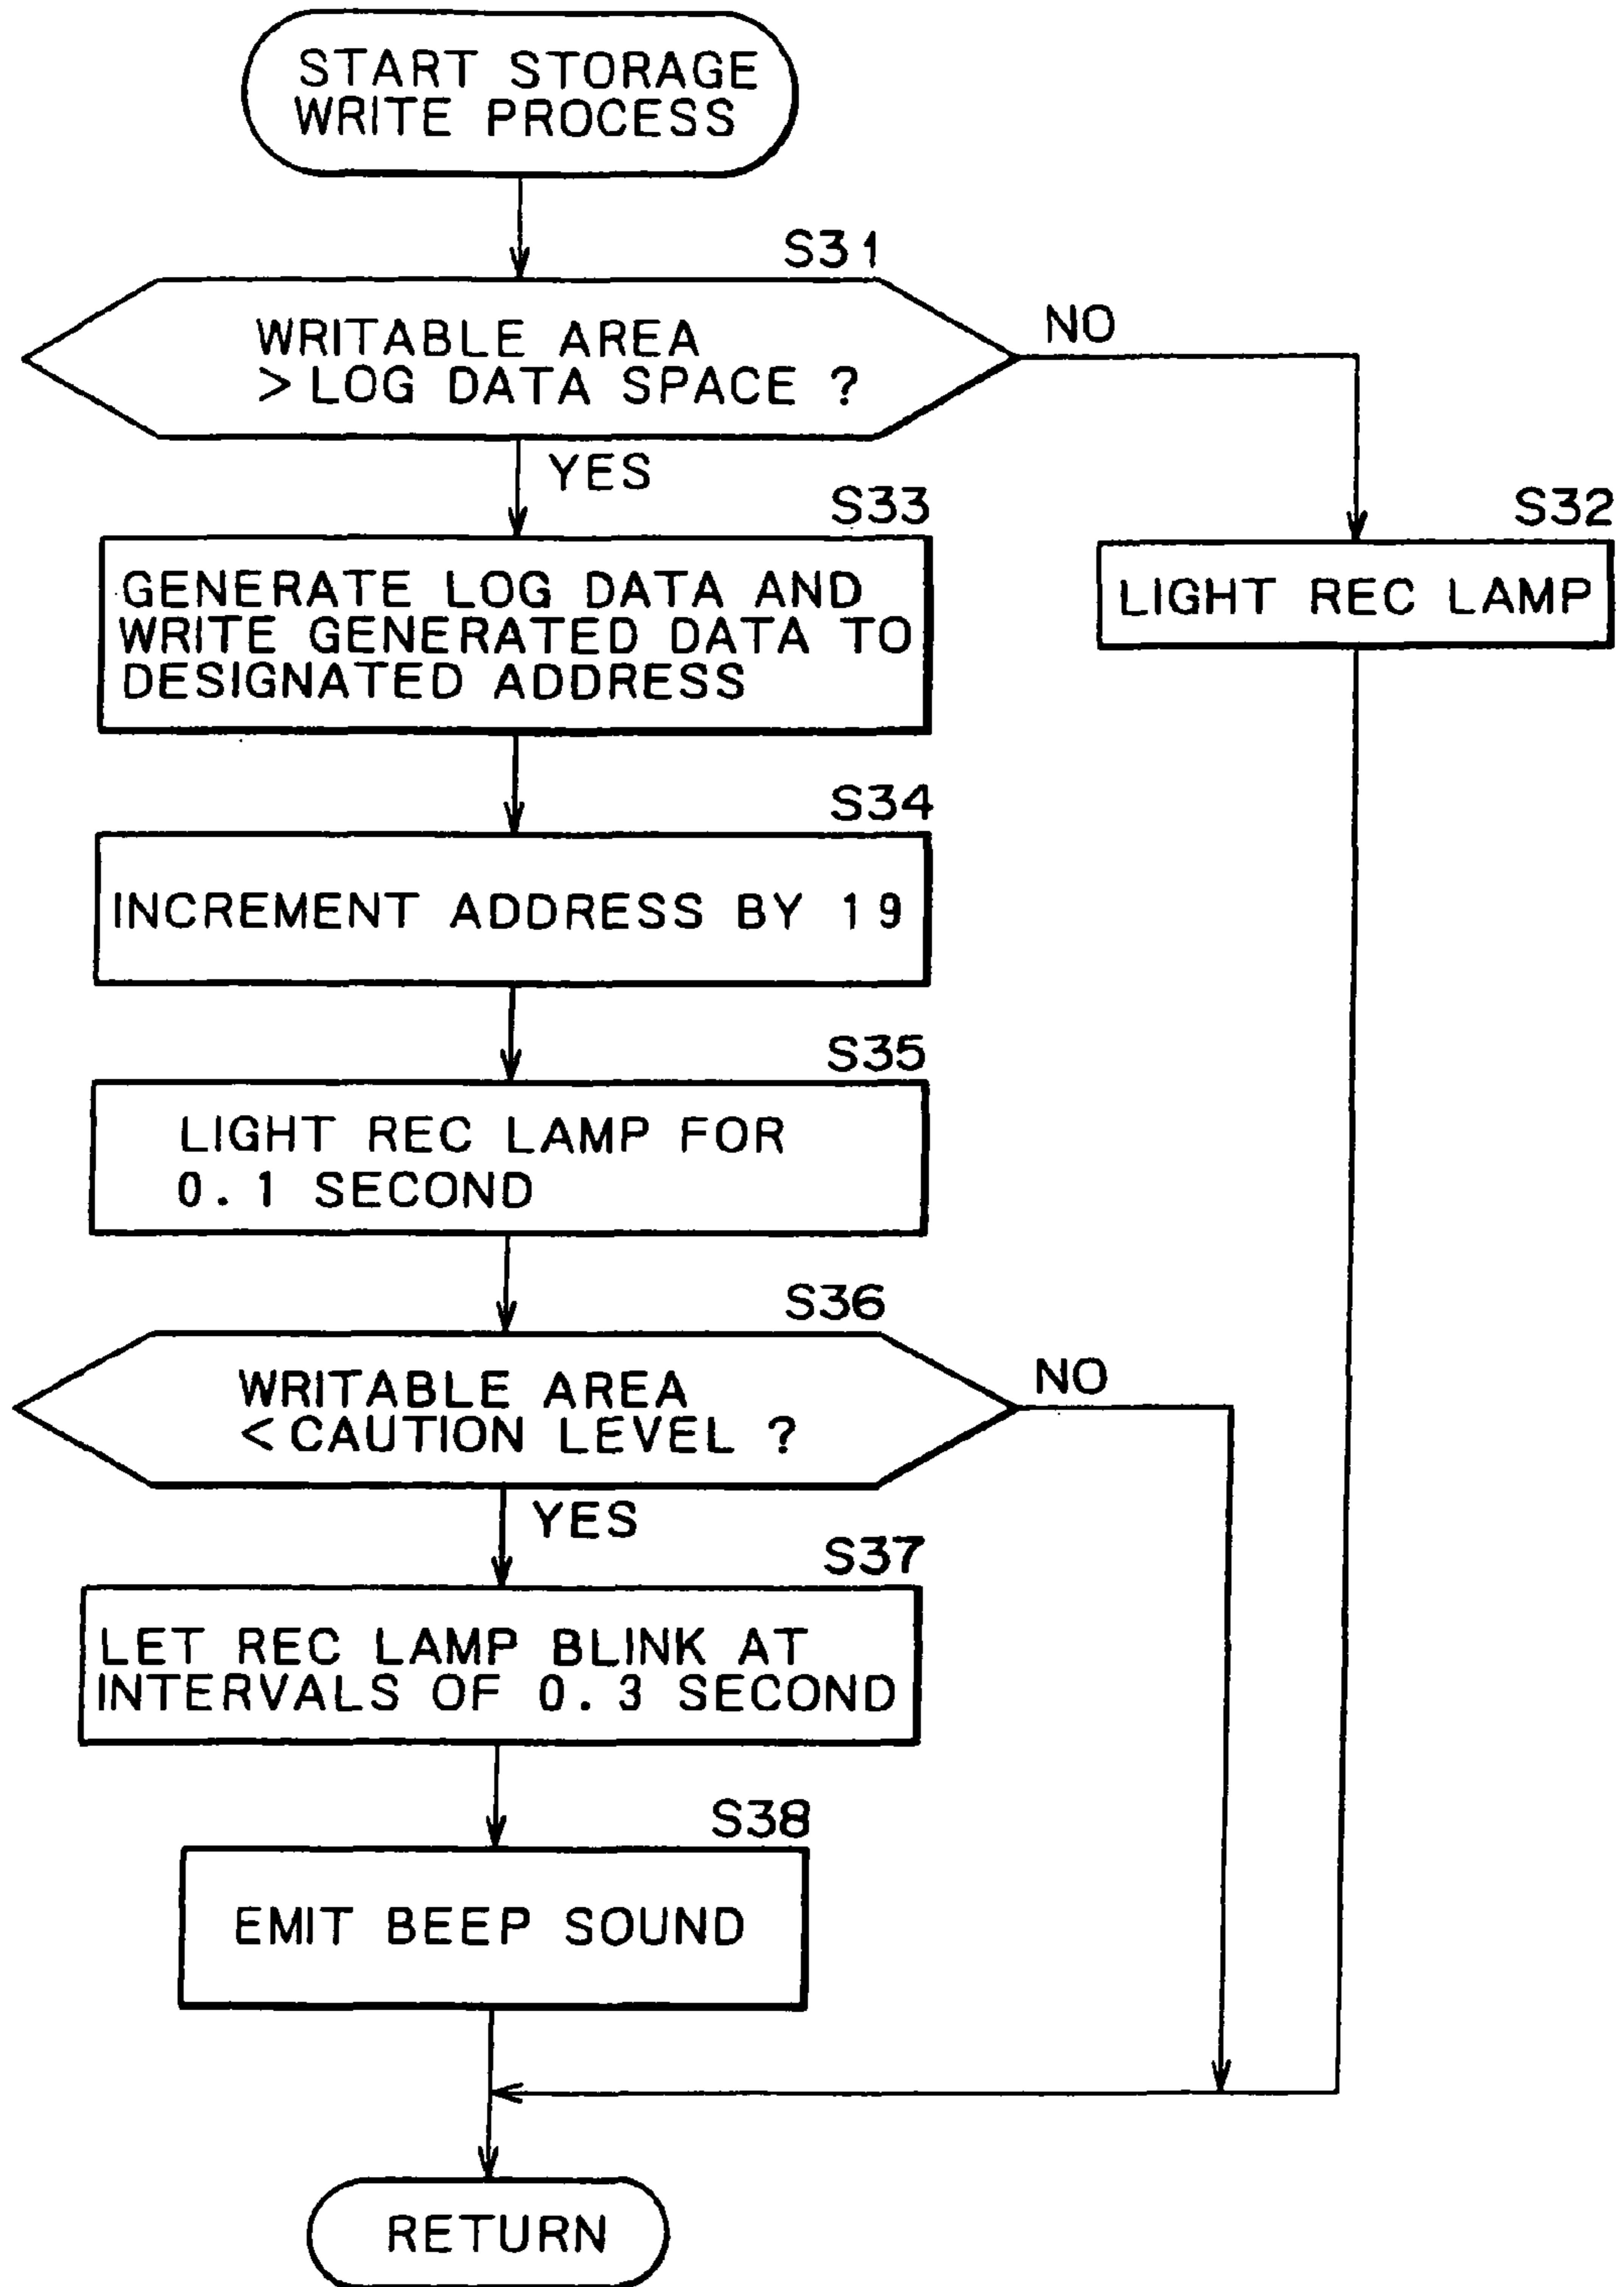 START STORAGE
WRITE PROCESS
S31
WRITABLE AREA
> LOG DATA SPACE ?
NO
YES
S33
S32
GENERATE LOG DATA AND
WRITE GENERATED DATA TO
DESIGNATED ADDRESS
LIGHT REC LAMP
S34
INCREMENT ADDRESS BY 19
S35
LIGHT REC LAMP FOR
0.1 SECOND
S36
WRITABLE AREA
< CAUTION LEVEL ?
NO
YES
S37
LET REC LAMP BLINK AT
INTERVALS OF 0.3 SECOND
S38
EMIT BEEP SOUND
RETURN